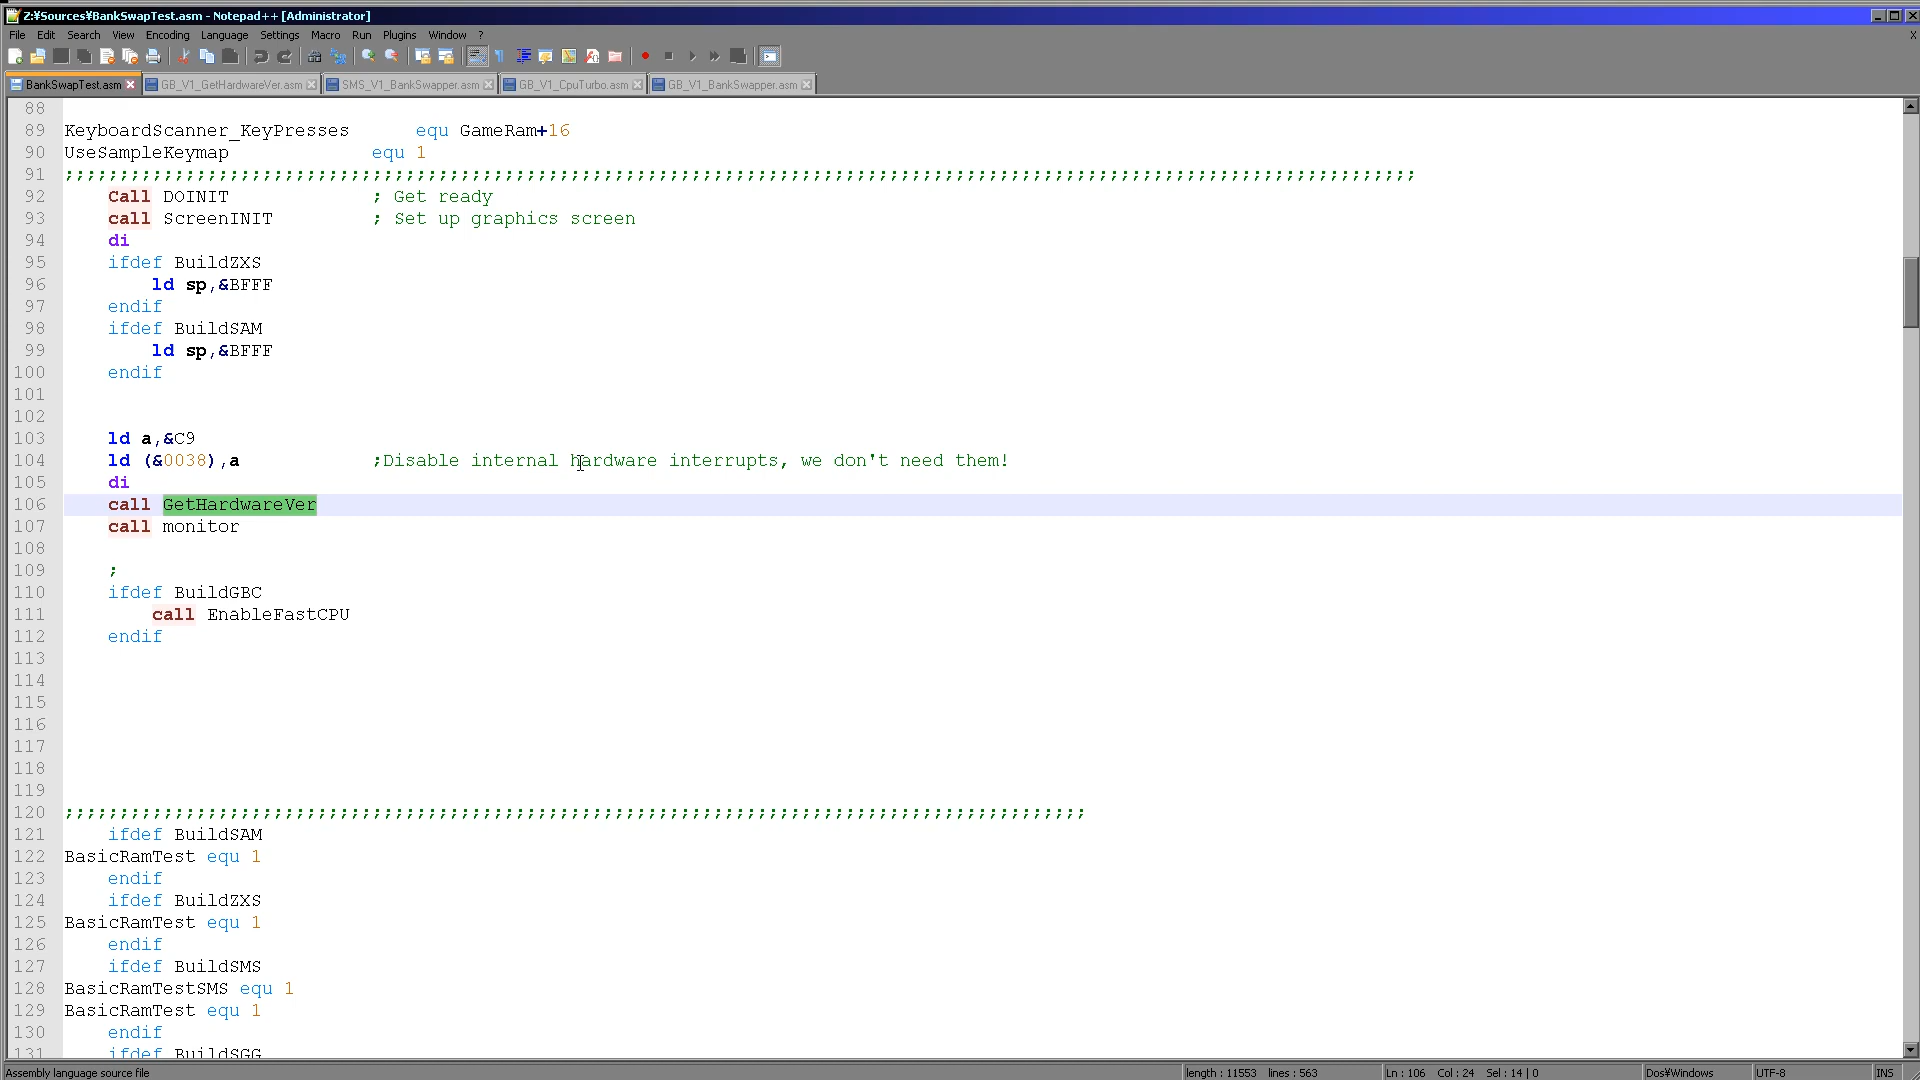 Z:¥Sources¥BankSwapTest.asm - Notepad++ [Administrator]
File Edit Search View Encoding Language Settings Macro Run Plugins Window ? X
BankSwapTest.asm GB_V1_GetHardwareVer.asm SMS_V1_BankSwapper.asm GB_V1_CpuTurbo.asm GB_V1_BankSwapper.asm
88
89 KeyboardScanner_KeyPresses equ GameRam+16
90 UseSampleKeymap equ 1
91 ;;;;;;;;;;;;;;;;;;;;;;;;;;;;;;;;;;;;;;;;;;;;;;;;;;;;;;;;;;;;;;;;;;;;;;;;;;;;;;;;;;;;;;;;;;;;;;;;;;;;;;;;;;;;;;;;;;;;;;;;;;;
92 Call DOINIT ; Get ready
93 call ScreenINIT ; Set up graphics screen
94 di
95 ifdef BuildZXS
96 ld sp,&BFFF
97 endif
98 ifdef BuildSAM
99 ld sp,&BFFF
100 endif
101
102
103 ld a,&C9
104 ld (&0038),a ;Disable internal hardware interrupts, we don't need them!
105 di
106 call GetHardwareVer
107 call monitor
108
109 ;
110 ifdef BuildGBC
111 call EnableFastCPU
112 endif
113
114
115
116
117
118
119
120 ;;;;;;;;;;;;;;;;;;;;;;;;;;;;;;;;;;;;;;;;;;;;;;;;;;;;;;;;;;;;;;;;;;;;;;;;;;;;;;;;;;;;;;;;;;;;;
121 ifdef BuildSAM
122 BasicRamTest equ 1
123 endif
124 ifdef BuildZXS
125 BasicRamTest equ 1
126 endif
127 ifdef BuildSMS
128 BasicRamTestSMS equ 1
129 BasicRamTest equ 1
130 endif
131 ifdef BuildSGG
Assembly language source file length : 11553 lines : 563 Ln : 106 Col : 24 Sel : 14 | 0 Dos¥Windows UTF-8 INS